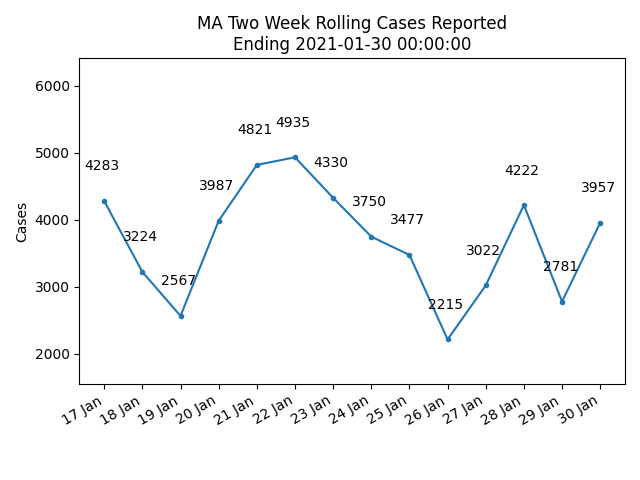 MA Two Week Rolling Cases Reported
Ending 2021-01-30 00:00:00
Cases
6000
5000
4000
3000
2000
4283
3224
2567
3987
4821
4935
4330
3750
3477
2215
3022
4222
2781
3957
17 Jan
18 Jan
19 Jan
20 Jan
21 Jan
22 Jan
23 Jan
24 Jan
25 Jan
26 Jan
27 Jan
28 Jan
29 Jan
30 Jan